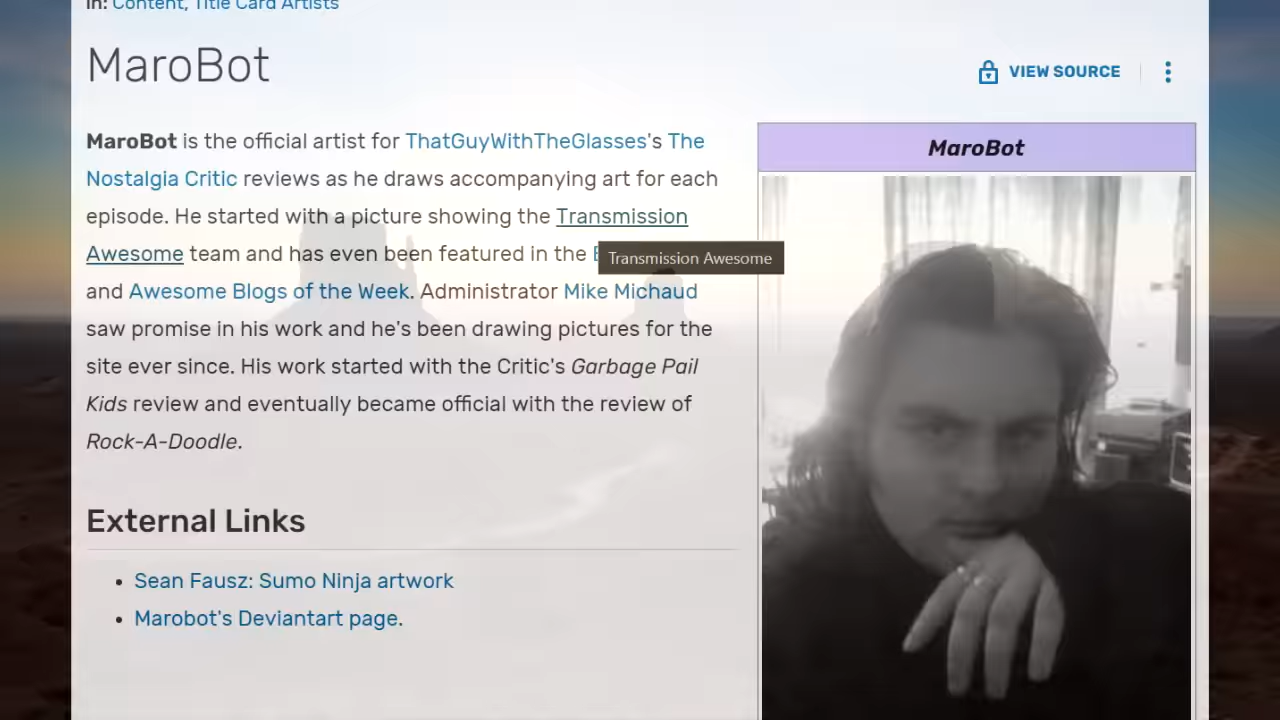 in: Content, Title Card Artists
MaroBot
VIEW SOURCE
MaroBot is the official artist for ThatGuyWithTheGlasses's The
Nostalgia Critic reviews as he draws accompanying art for each
episode. He started with a picture showing the Transmission
Awesome team and has even been featured in the
Transmission Awesome
and Awesome Blogs of the Week. Administrator Mike Michaud
saw promise in his work and he's been drawing pictures for the
site ever since. His work started with the Critic's Garbage Pail
Kids review and eventually became official with the review of
Rock-A-Doodle.
External Links
Sean Fausz: Sumo Ninja artwork
Marobot's Deviantart page.
MaroBot